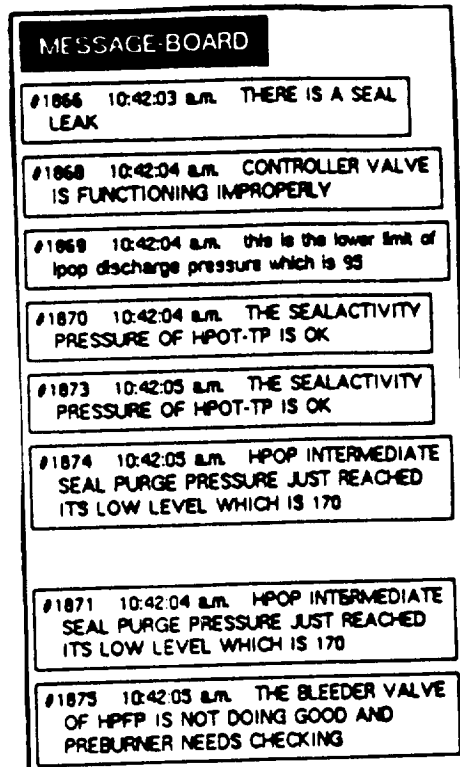 MESSAGE-BOARD
#1866 10:42:03 a.m. THERE IS A SEAL
LEAK
#1868 10:42:04 a.m. CONTROLLER VALVE
IS FUNCTIONING IMPROPERLY
#1869 10:42:04 a.m. this is the lower limit of
lpop discharge pressure which is 95
#1870 10:42:04 a.m. THE SEALACTIVITY
PRESSURE OF HPOT-TP IS OK
#1873 10:42:05 a.m. THE SEALACTIVITY
PRESSURE OF HPOT-TP IS OK
#1874 10:42:05 a.m. HPOP INTERMEDIATE
SEAL PURGE PRESSURE JUST REACHED
ITS LOW LEVEL WHICH IS 170
#1871 10:42:04 a.m. HPOP INTERMEDIATE
SEAL PURGE PRESSURE JUST REACHED
ITS LOW LEVEL WHICH IS 170
#1875 10:42:05 a.m. THE BLEEDER VALVE
OF HPFP IS NOT DOING GOOD AND
PREBURNER NEEDS CHECKING